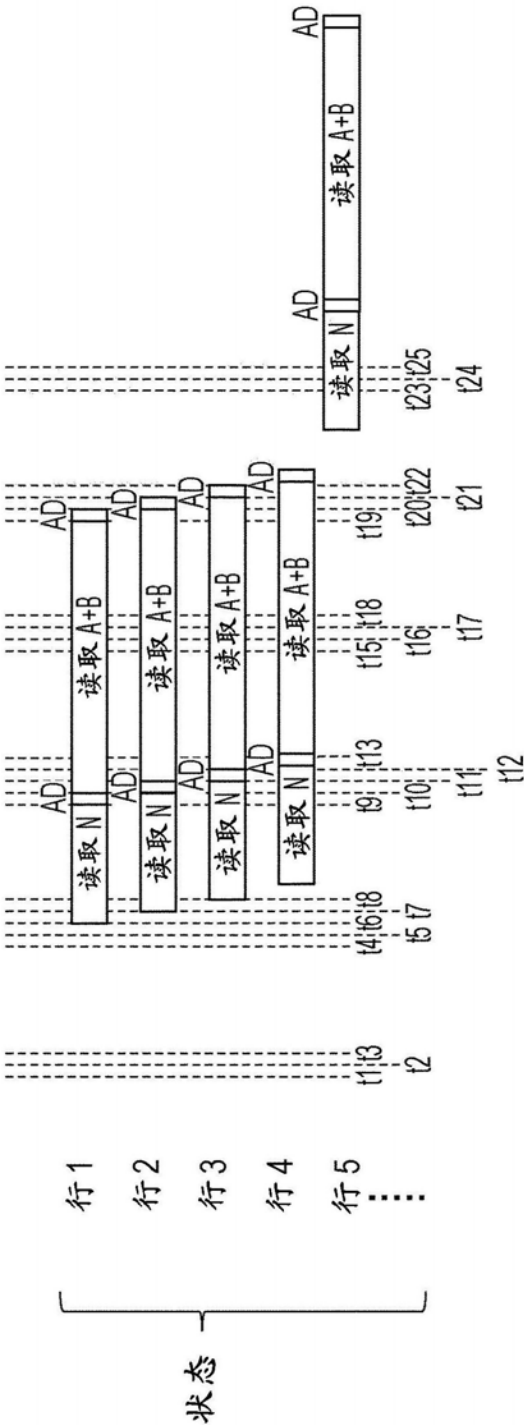 状态
行1
行2
行3
行4
行5
……
读取 N
AD
读取 A+B
AD
读取 N
AD
读取 A+B
AD
读取 N
AD
读取 A+B
AD
读取 N
AD
读取 A+B
AD
读取 N
AD
读取 A+B
AD
t1 t3
t2
t4 t6 t8
t5 t7
t9
t10
t11
t12
t13
t15 t18
t16
t17
t19
t20 t22
t21
t23 t25
t24